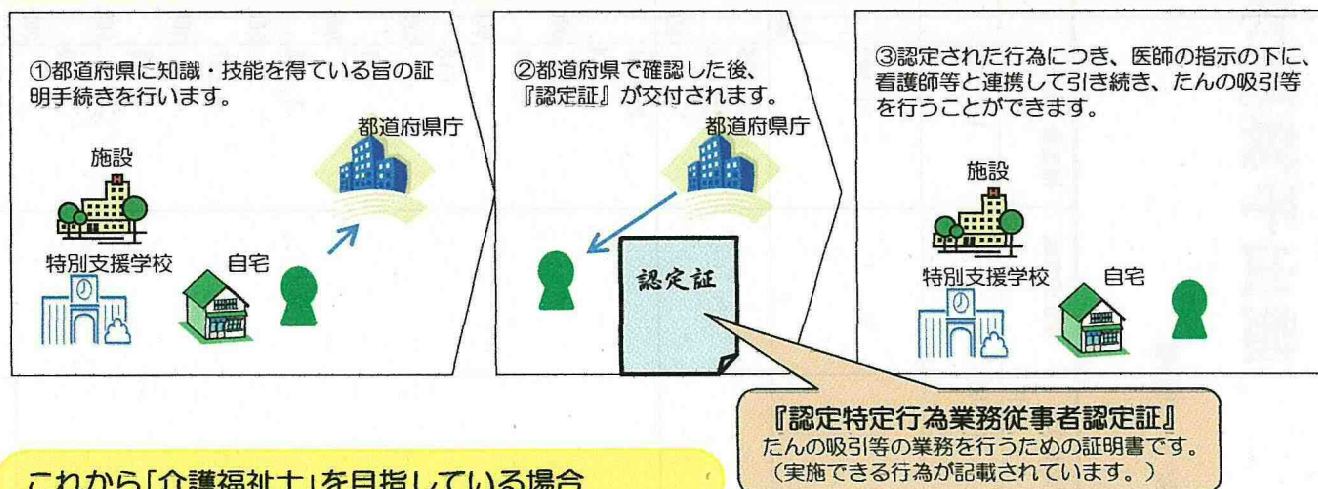 ①都道府県に知識・技能を得ている旨の証
明手続きを行います。
都道府県庁
施設
特別支援学校
自宅
②都道府県で確認した後、
『認定証』が交付されます。
都道府県庁
認定証
③認定された行為につき、医師の指示の下に、
看護師等と連携して引き続き、たんの吸引等
を行うことができます。
施設
特別支援学校
自宅
『認定特定行為業務従事者認定証』
たんの吸引等の業務を行うための証明書です。
（実施できる行為が記載されています。）
これから「介護福祉士」を目指している場合